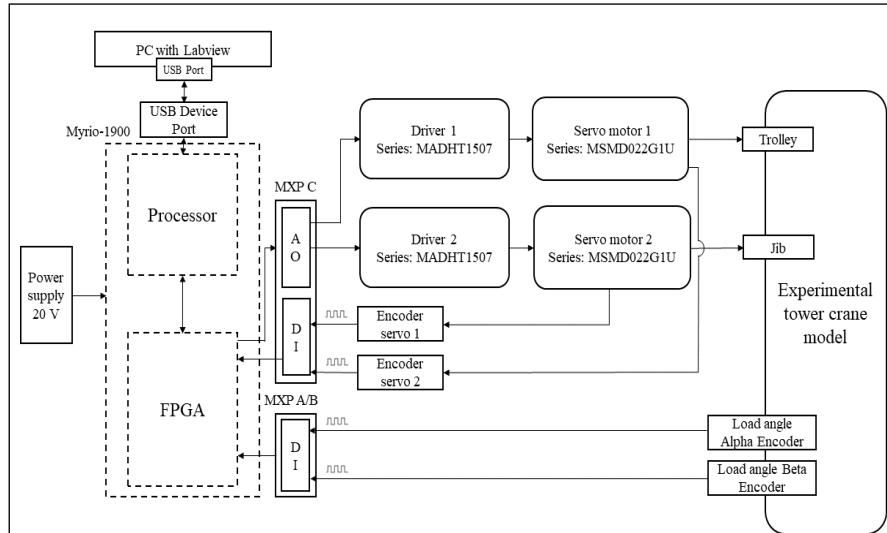 PC with Labview
USB Port
USB Device
Port
Myrio-1900
Processor
FPGA
Power
supply
20 V
MXP C
A
O
D
I
MXP A/B
D
I
Driver 1
Series: MADHT1507
Servo motor 1
Series: MSMD022G1U
Driver 2
Series: MADHT1507
Servo motor 2
Series: MSMD022G1U
Encoder
servo 1
Encoder
servo 2
Trolley
Jib
Experimental
tower crane
model
Load angle
Alpha Encoder
Load angle Beta
Encoder